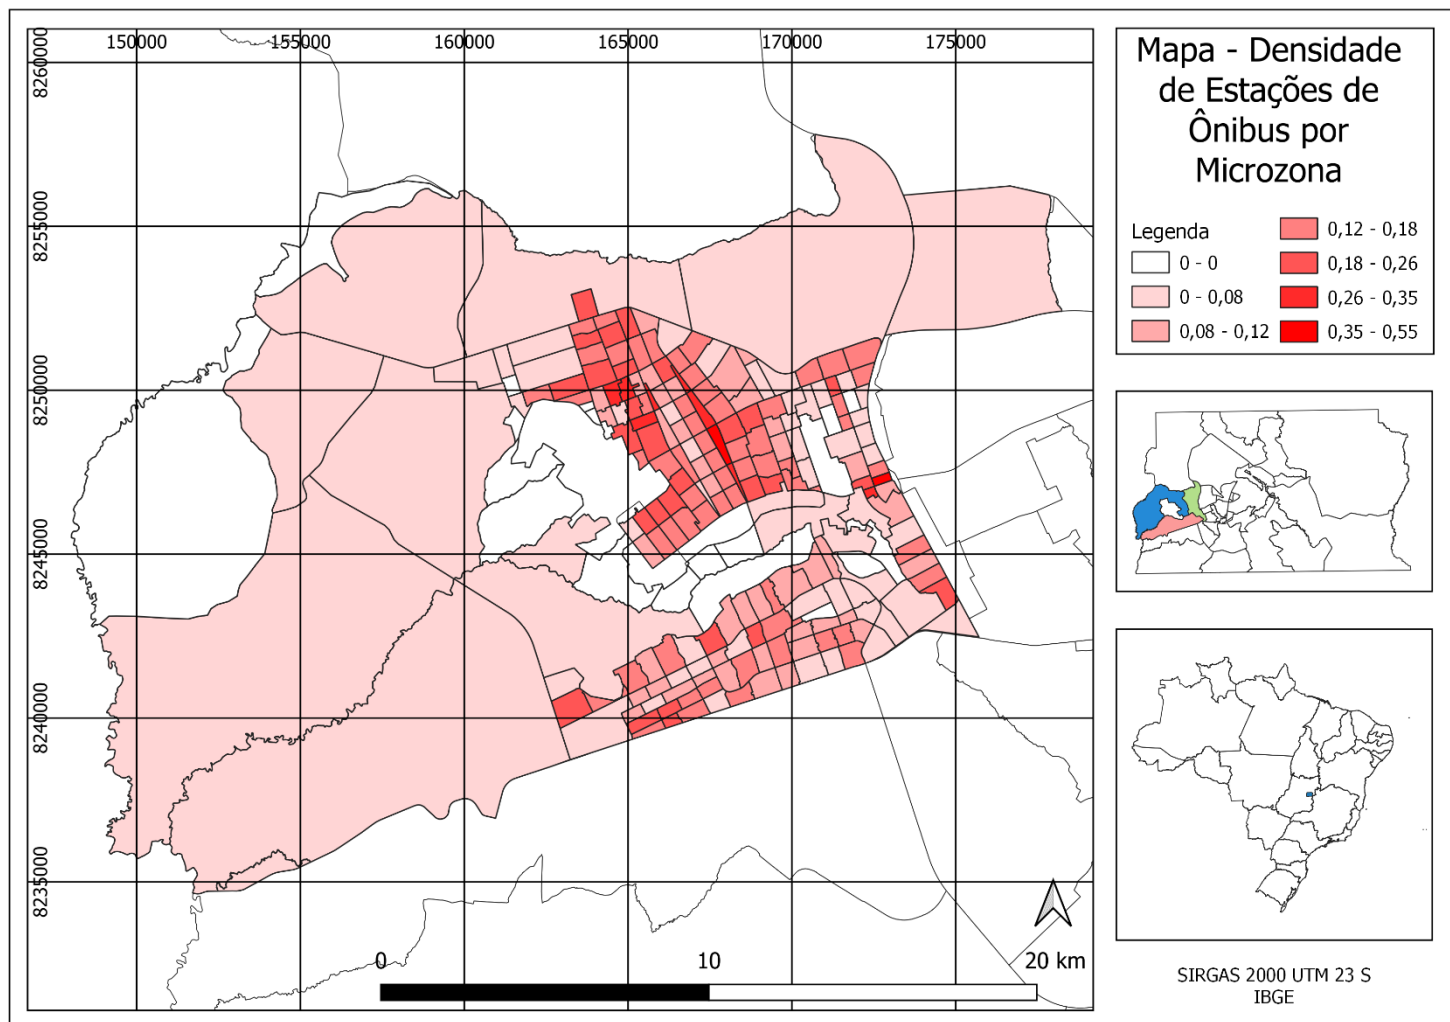 150000 155000 160000 165000 170000 175000
8260000
8255000
8250000
8245000
8240000
8235000
0 10 20 km
Mapa - Densidade
de Estações de
Ônibus por
Microzona
Legenda
0 - 0
0 - 0,08
0,08 - 0,12
0,12 - 0,18
0,18 - 0,26
0,26 - 0,35
0,35 - 0,55
SIRGAS 2000 UTM 23 S
IBGE